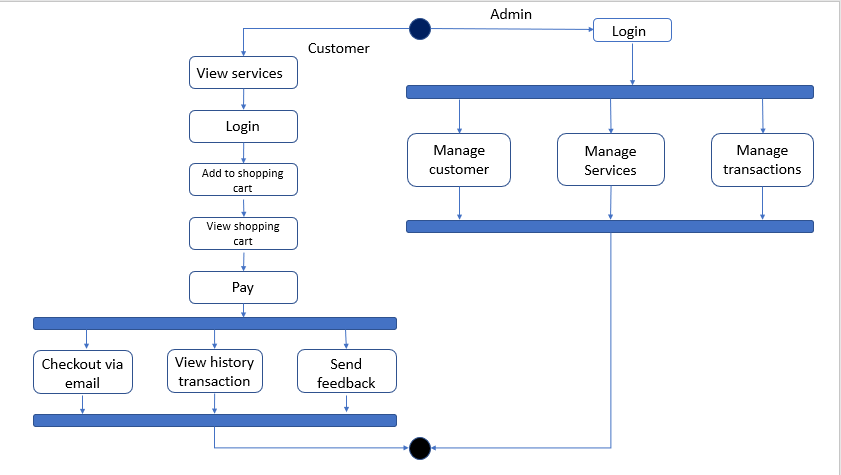 Admin
Login
Customer
View services
Login
Add to shopping
cart
View shopping
cart
Pay
Checkout via
email
View history
transaction
Send
feedback
Manage
customer
Manage
Services
Manage
transactions